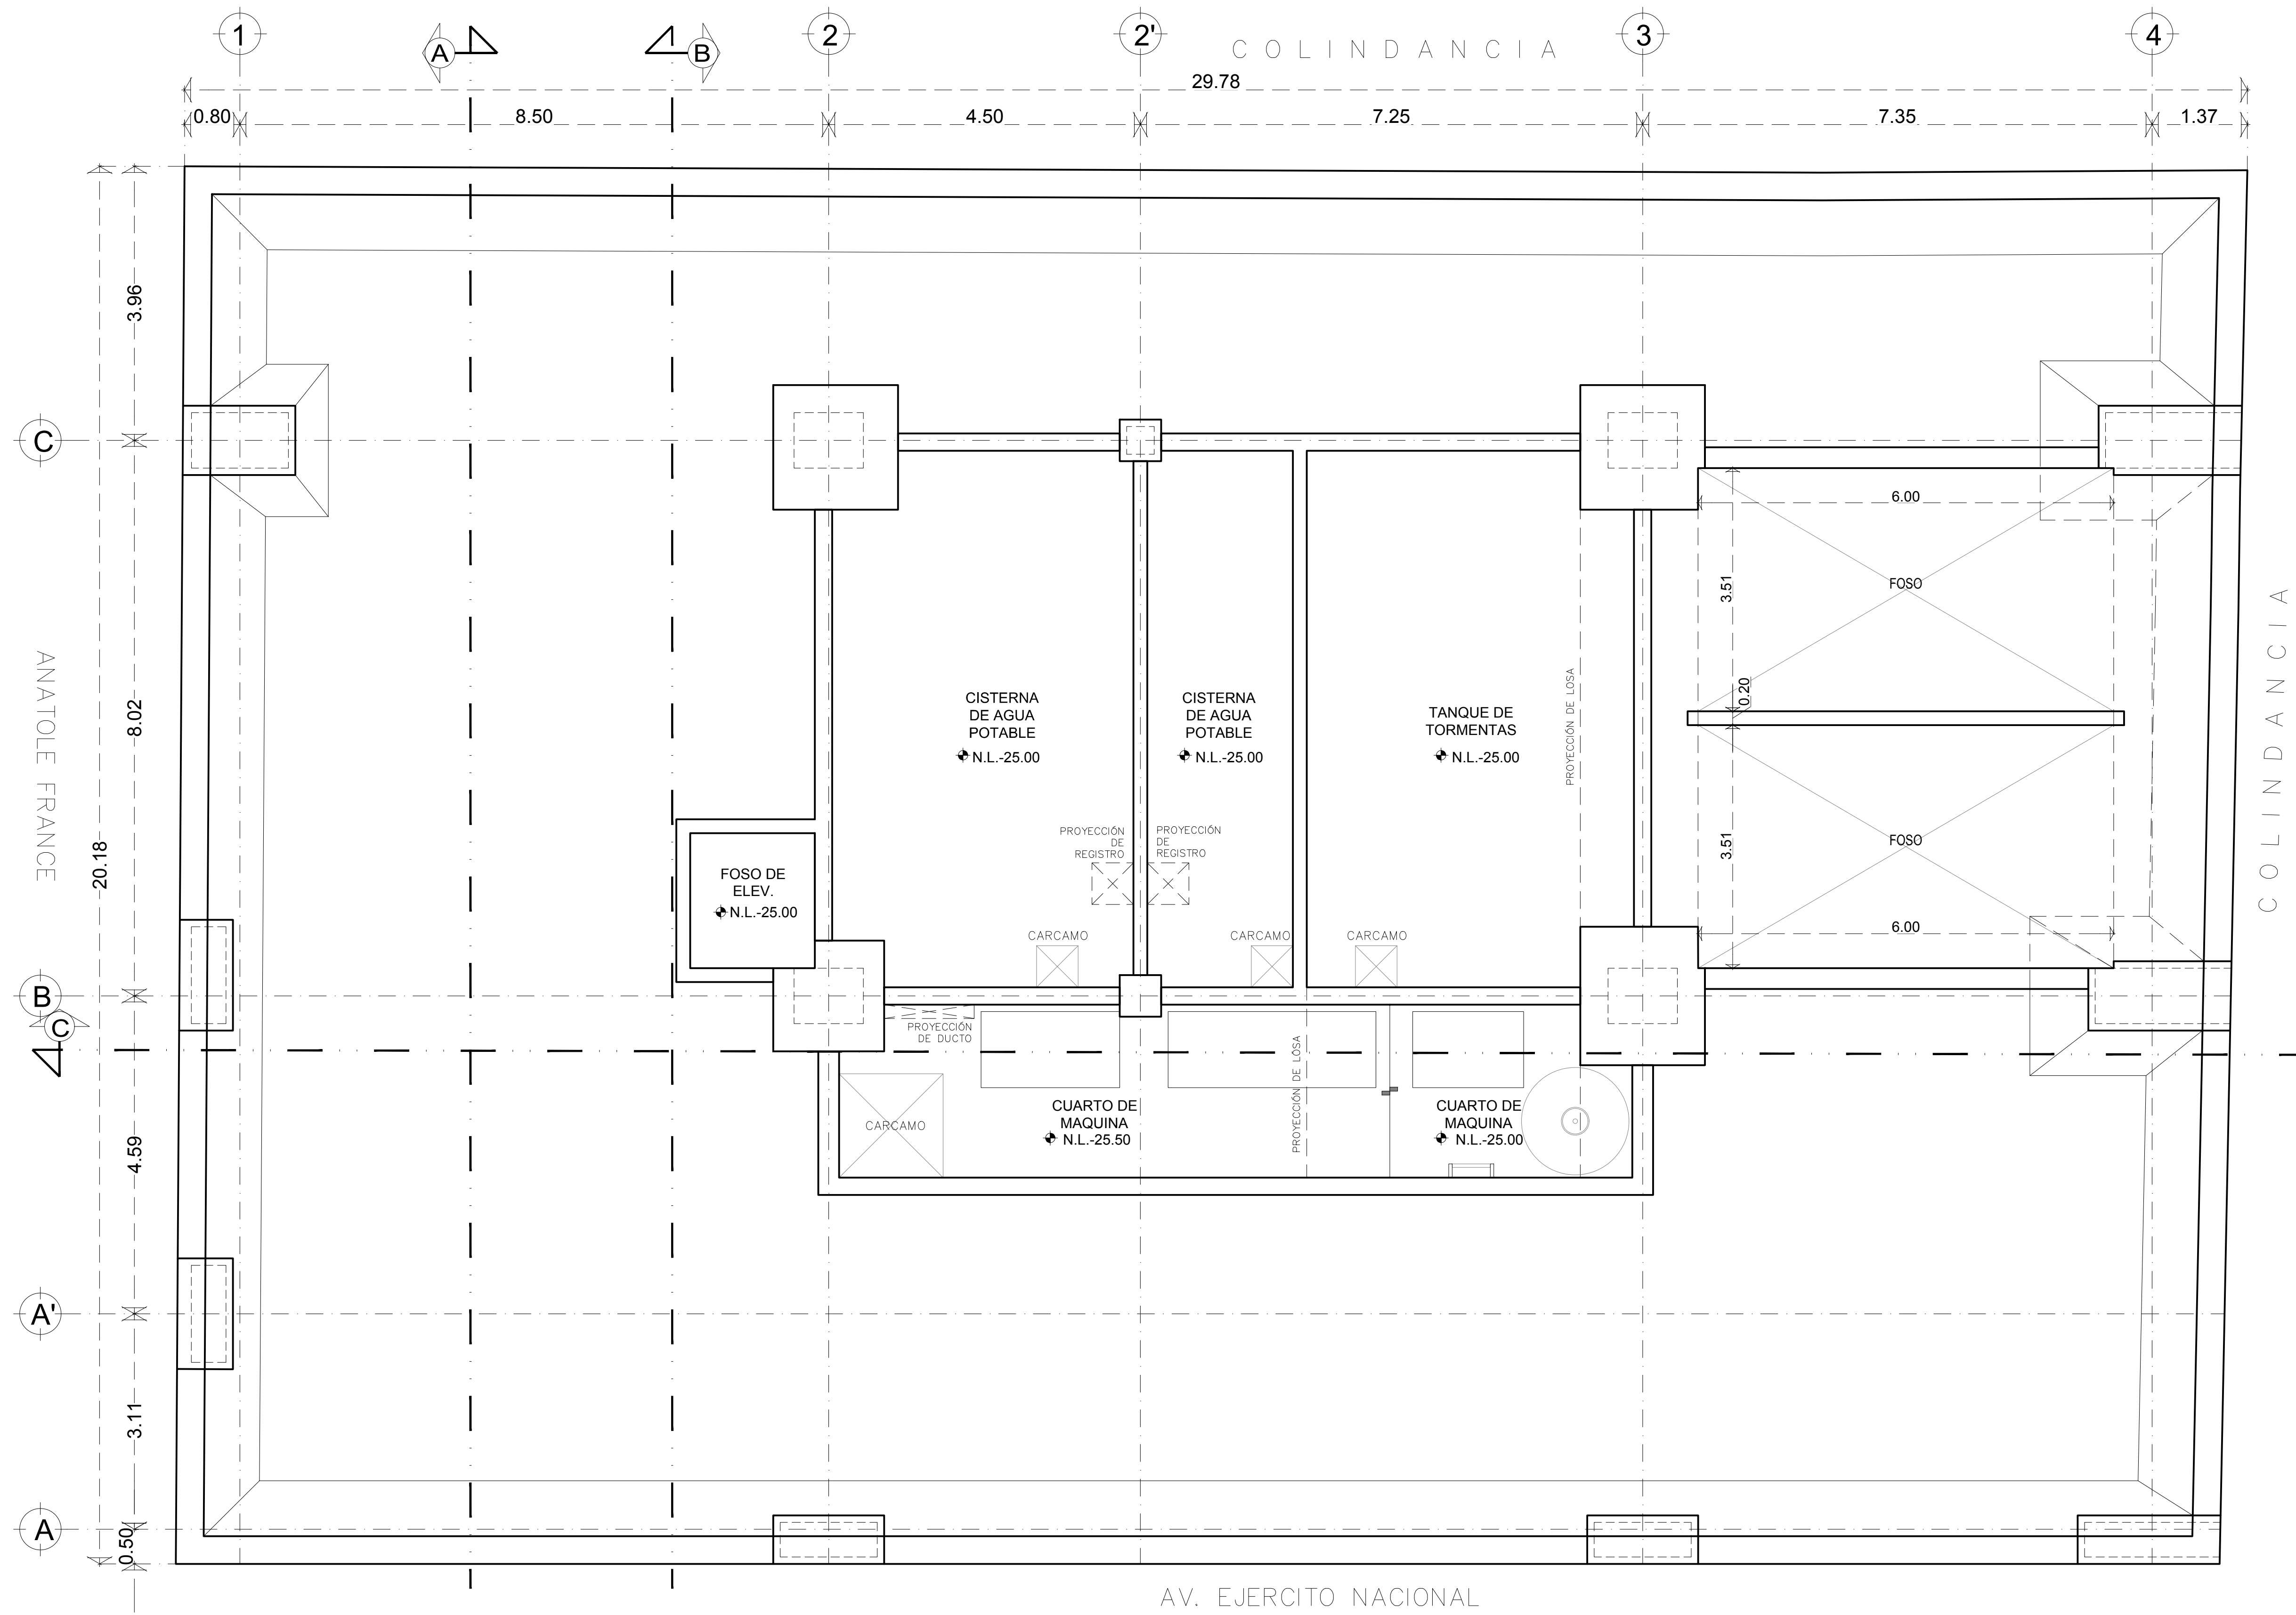 1
A
B
2
2'
3
4
COLINDANCIA
29.78
0.80
8.50
4.50
7.25
7.35
1.37
3.96
C
6.00
3.51
FOSO
COLINDANCIA
ANATOLE FRANCE
8.02
20.18
CISTERNA
DE AGUA
POTABLE
N.L.-25.00
CISTERNA
DE AGUA
POTABLE
N.L.-25.00
TANQUE DE
TORMENTAS
N.L.-25.00
PROYECCIÓN DE LOSA
0.20
PROYECCIÓN
DE
REGISTRO
PROYECCIÓN
DE
REGISTRO
3.51
FOSO
FOSO DE
ELEV.
N.L.-25.00
CARCAMO
CARCAMO
CARCAMO
6.00
B
C
PROYECCIÓN
DE DUCTO
PROYECCIÓN DE LOSA
CARCAMO
CUARTO DE
MAQUINA
N.L.-25.50
CUARTO DE
MAQUINA
N.L.-25.00
4.59
A'
3.11
A
0.50
AV. EJERCITO NACIONAL